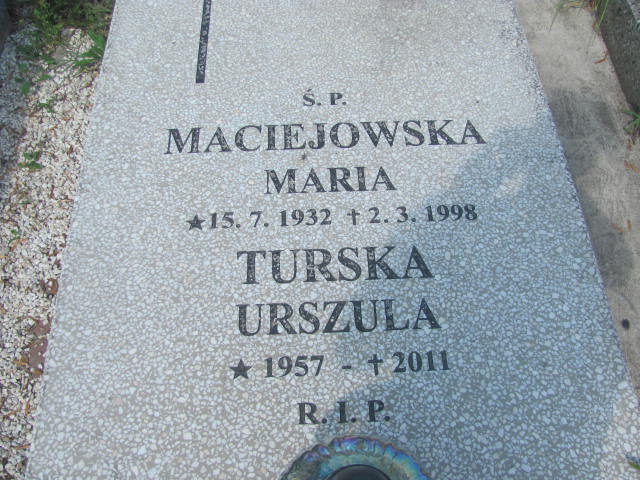 Ś. P.
MACIEJOWSKA
MARIA
★15. 7. 1932 †2. 3. 1998
TURSKA
URSZULA
★1957 - †2011
R. I. P.